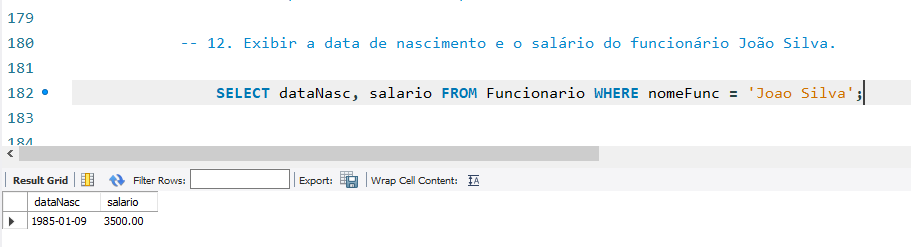 179
180 -- 12. Exibir a data de nascimento e o salário do funcionário João Silva.
181
182 SELECT dataNasc, salario FROM Funcionario WHERE nomeFunc = 'Joao Silva';
183
184
Result Grid Filter Rows: Export: Wrap Cell Content: IA
dataNasc salario
1985-01-09 3500.00